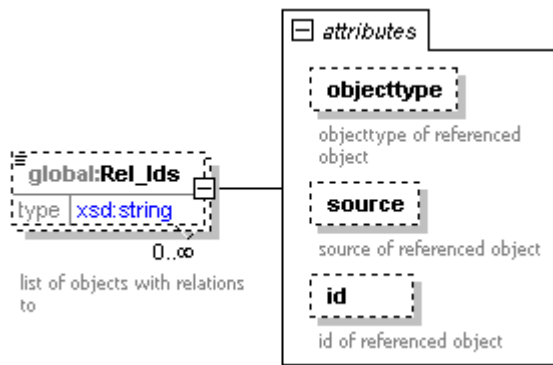 attributes
objecttype
objecttype of referenced
object
global:Rel_Ids
type xsd:string
0..∞
list of objects with relations
to
source
source of referenced object
id
id of referenced object